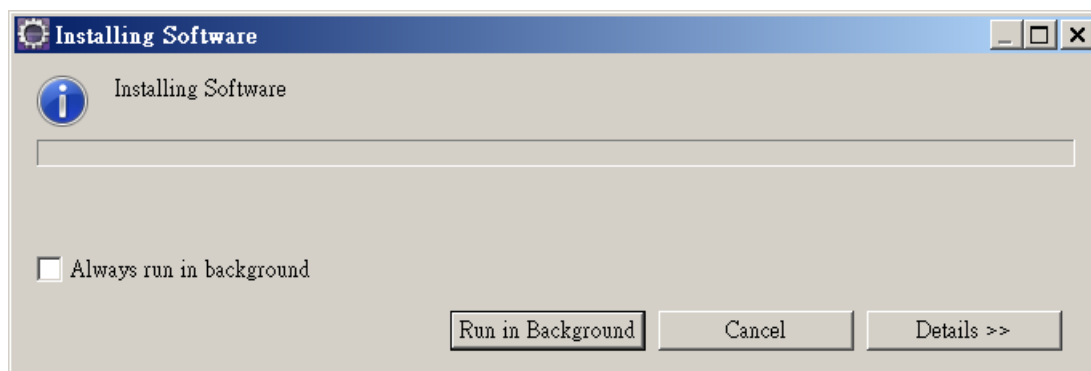 Installing Software
Installing Software
Always run in background
Run in Background Cancel Details >>